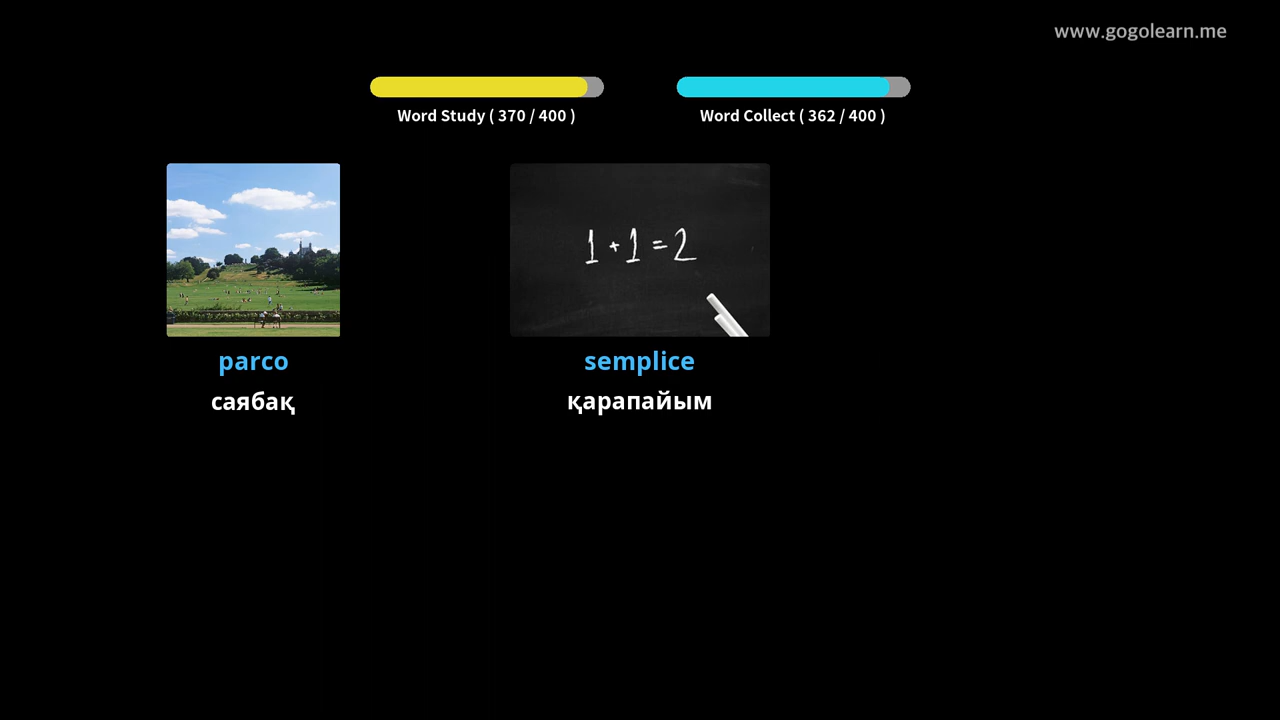 www.gogolearn.me
Word Study ( 370 / 400 )
Word Collect ( 362 / 400 )
1 + 1 = 2
parco
саябақ
semplice
қарапайым